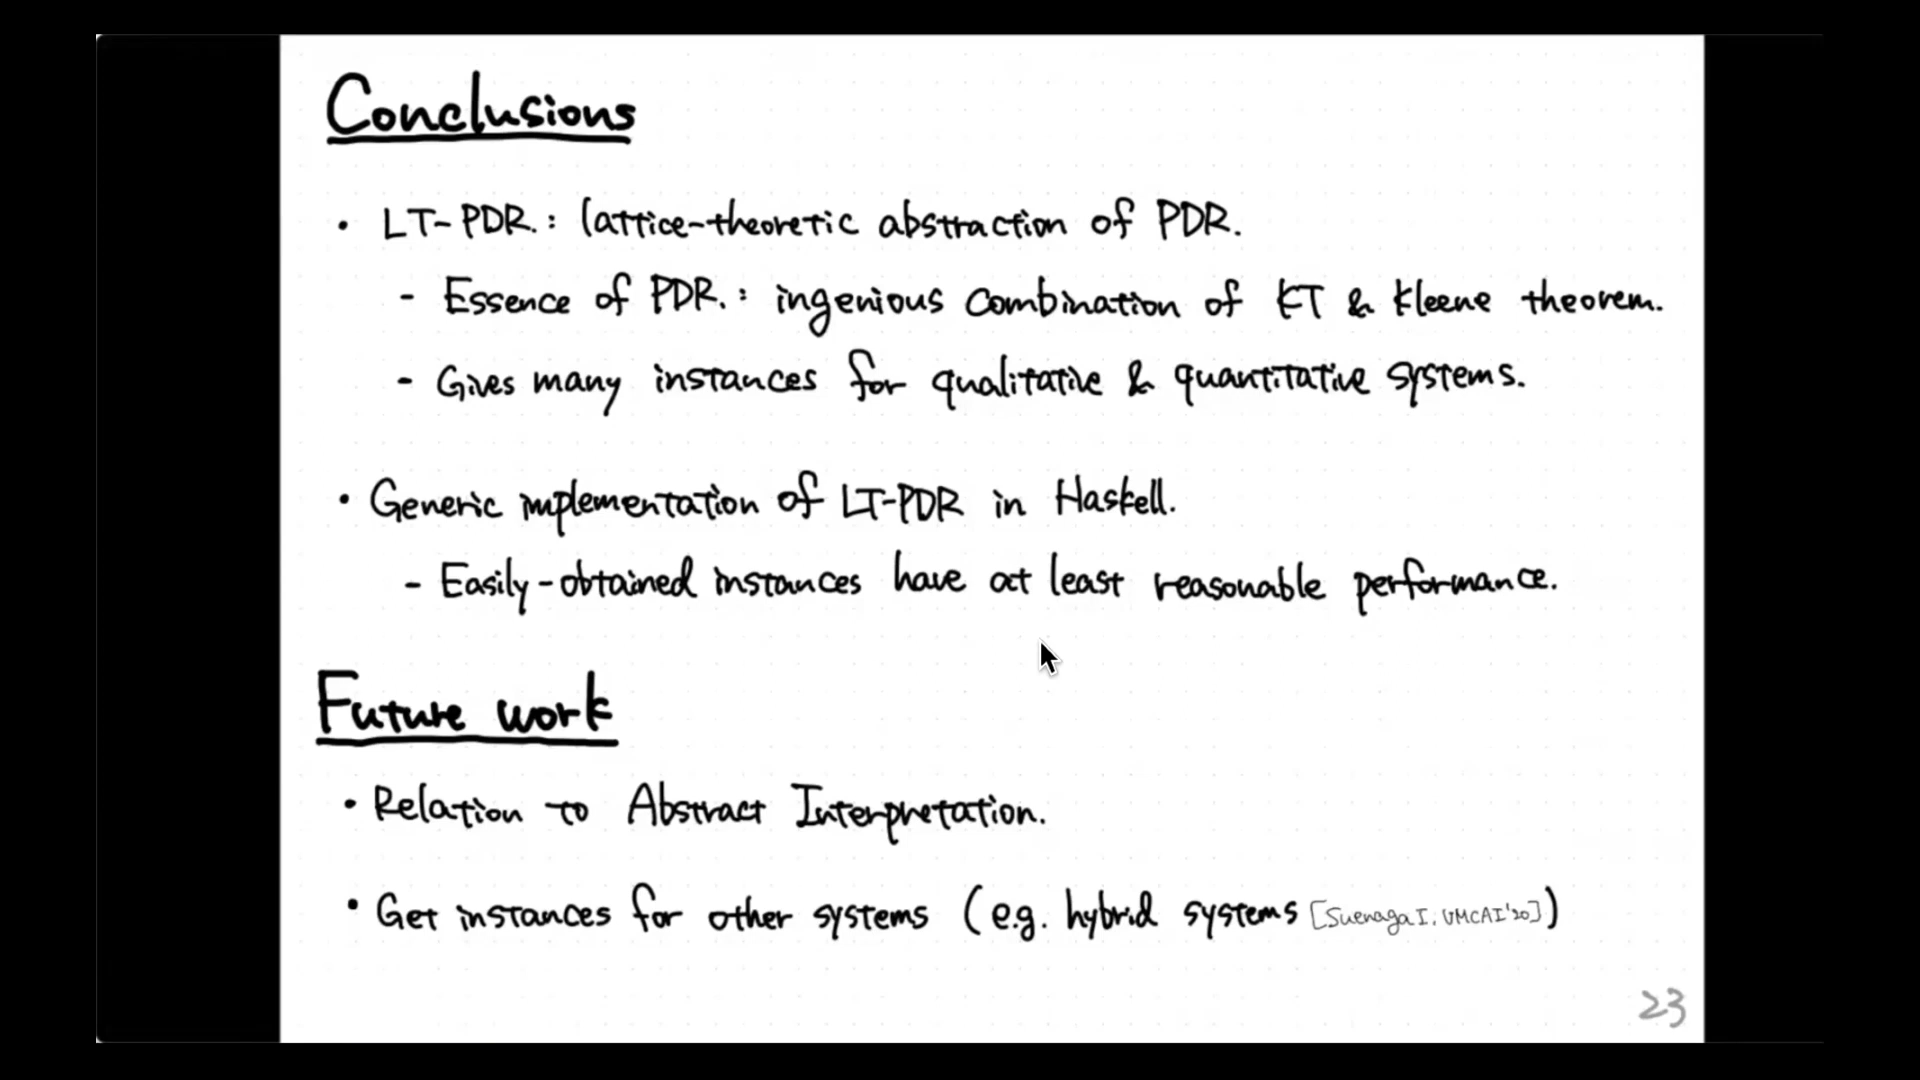 Conclusions
• LT-PDR.: lattice-theoretic abstraction of PDR.
- Essence of PDR.: ingenious combination of KT & Kleene theorem.
- Gives many instances for qualitative & quantitative systems.
• Generic implementation of LT-PDR in Haskell.
- Easily-obtained instances have at least reasonable performance.
Future work
• Relation to Abstract Interpretation.
• Get instances for other systems (e.g. hybrid systems [Suenaga I. VMCAI'20])
23